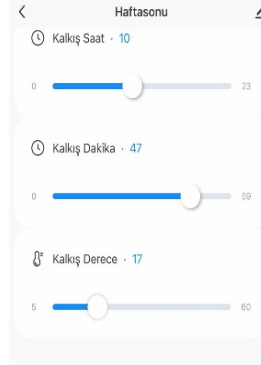 Haftasonu
Kalkış Saat · 10
0 23
Kalkış Dakika · 47
0 59
Kalkış Derece · 17
5 60